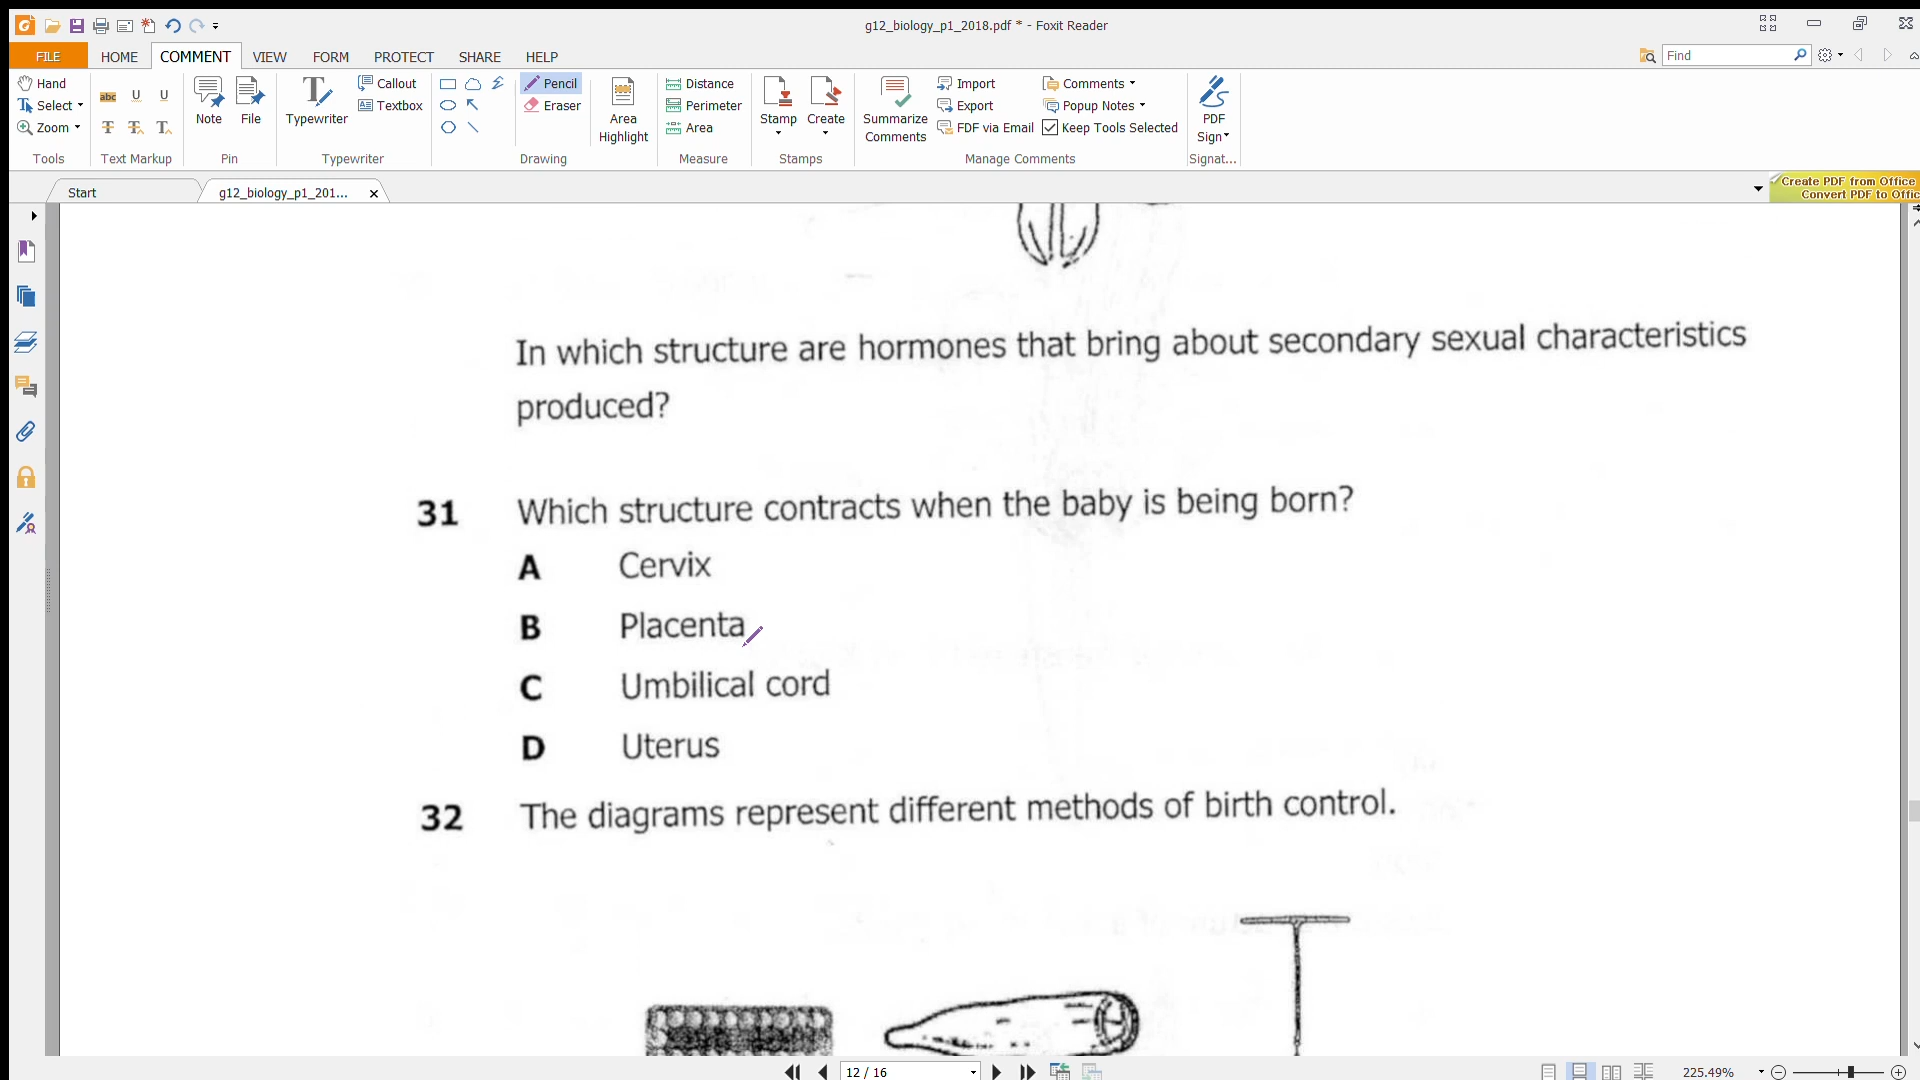 g12_biology_p1_2018.pdf * - Foxit Reader
FILE HOME COMMENT VIEW FORM PROTECT SHARE HELP
Find
Hand
Select
Zoom
Tools
abc U U
T T T
Text Markup
Note File
Pin
Typewriter
Callout
Textbox
Typewriter
Pencil
Eraser
Drawing
Area
Highlight
Distance
Perimeter
Area
Measure
Stamp Create
Stamps
Summarize
Comments
Import
Export
FDF via Email
Comments
Popup Notes
Keep Tools Selected
Manage Comments
PDF
Sign
Signat...
Start
g12_biology_p1_201...
Create PDF from Office
Convert PDF to Offic
In which structure are hormones that bring about secondary sexual characteristics
produced?
31 Which structure contracts when the baby is being born?
A Cervix
B Placenta
C Umbilical cord
D Uterus
32 The diagrams represent different methods of birth control.
12 / 16
225.49%